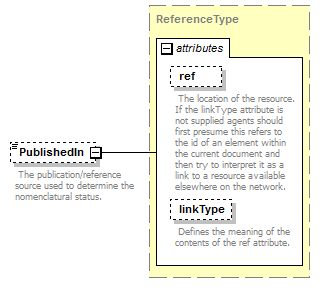 ReferenceType
attributes
ref
The location of the resource.
If the linkType attribute is
not supplied agents should
first presume this refers to
the id of an element within
the current document and
then try to interpret it as a
link to a resource available
elsewhere on the network.
PublishedIn
The publication/reference
source used to determine the
nomenclatural status.
linkType
Defines the meaning of the
contents of the ref attribute.